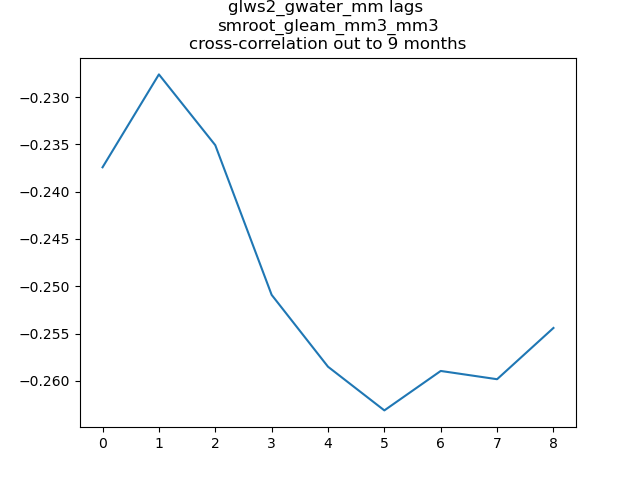 glws2_gwater_mm lags
smroot_gleam_mm3_mm3
cross-correlation out to 9 months
−0.230
−0.235
−0.240
−0.245
−0.250
−0.255
−0.260
0 1 2 3 4 5 6 7 8